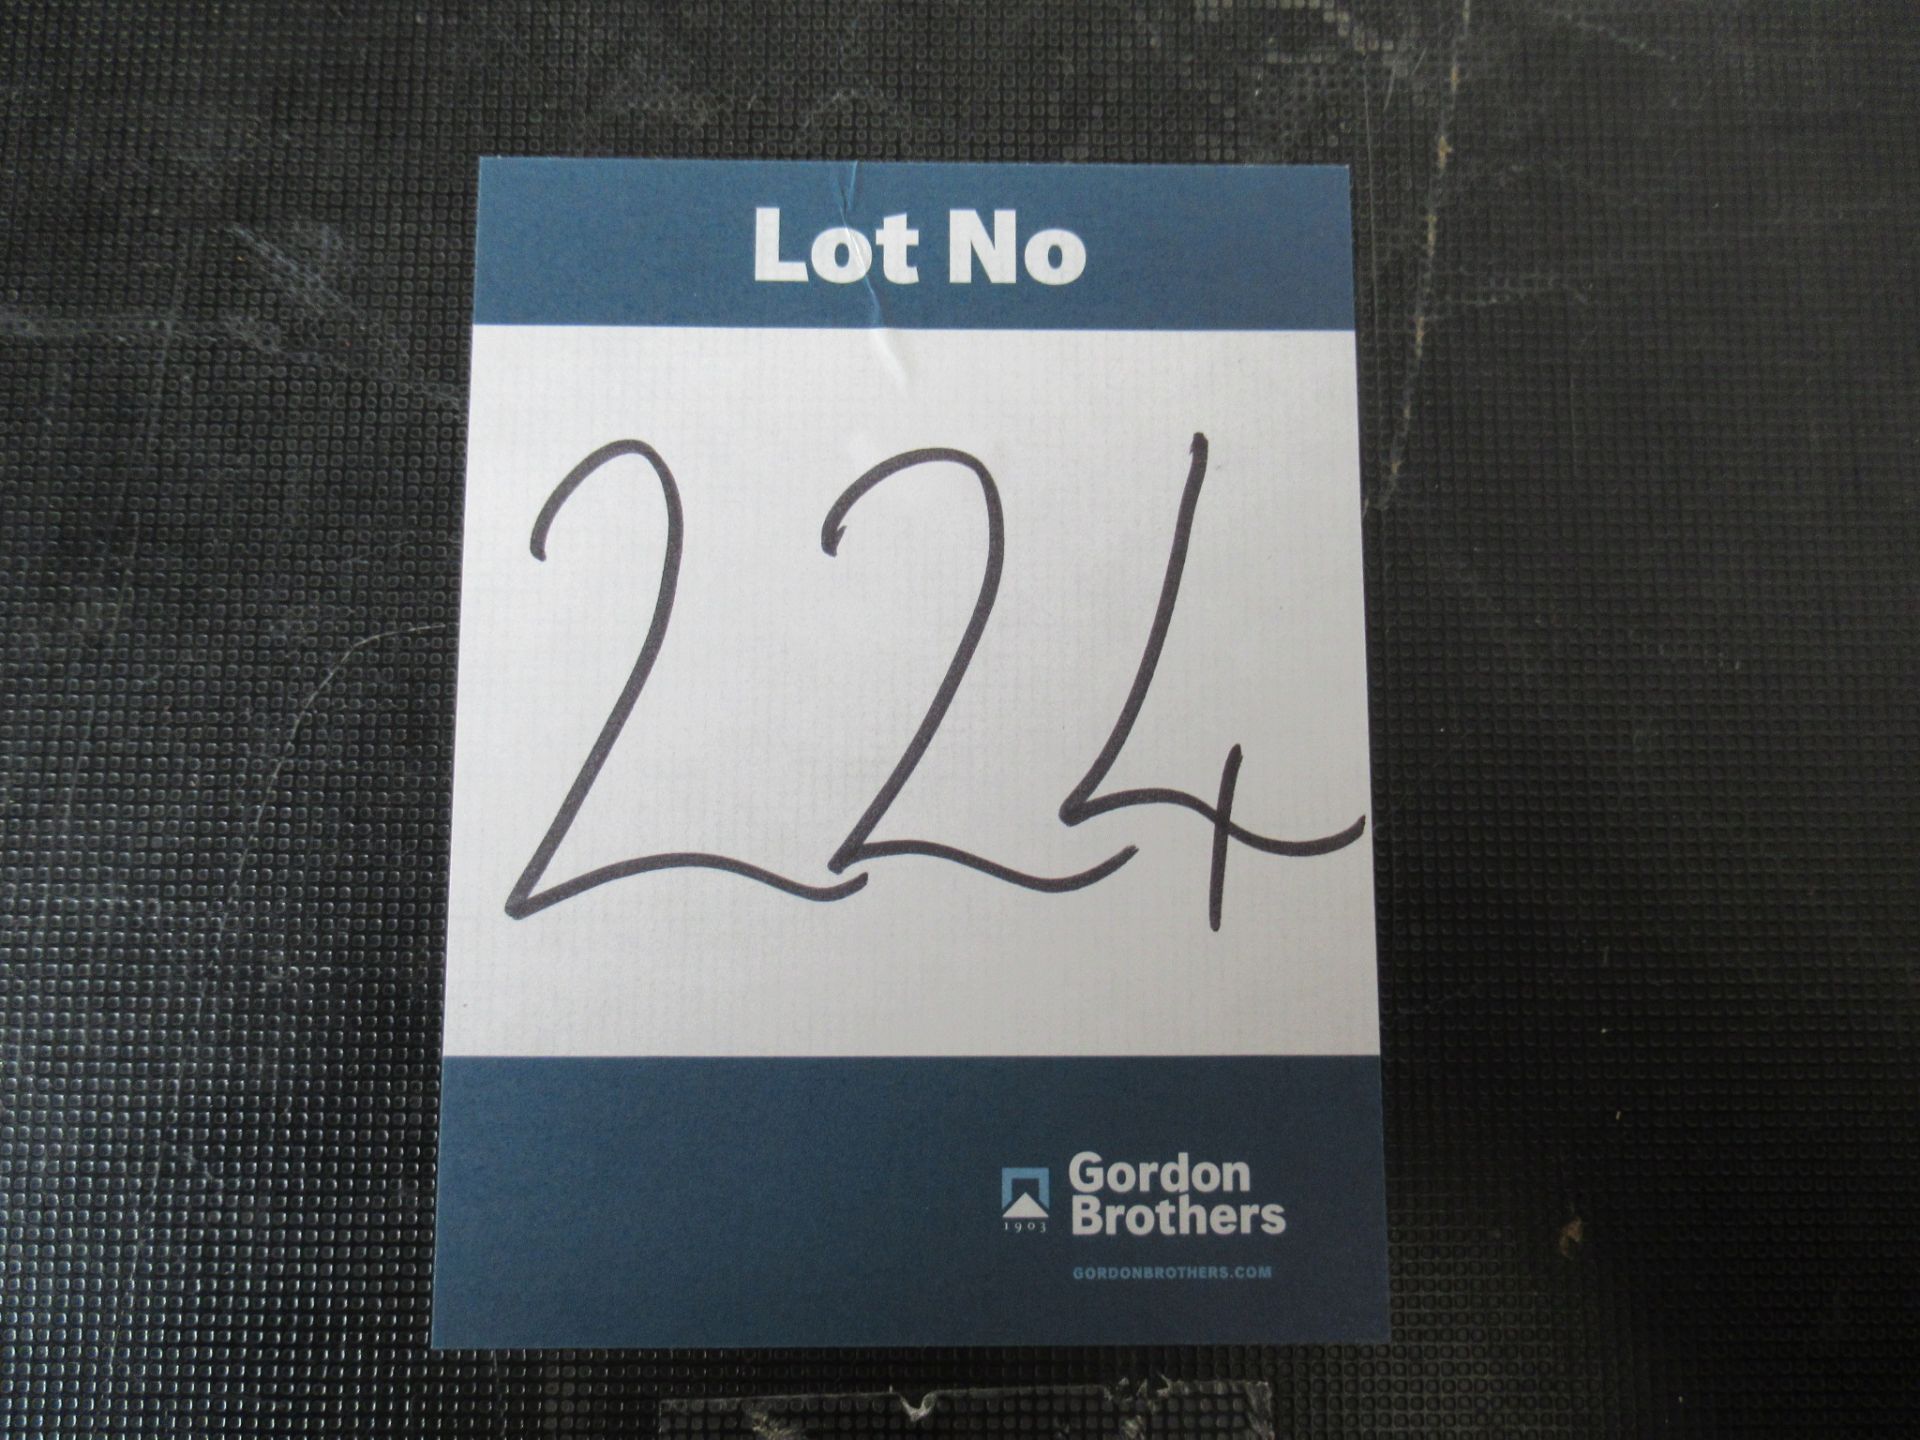 Lot No
224
Gordon
Brothers
1903
GORDONBROTHERS.COM